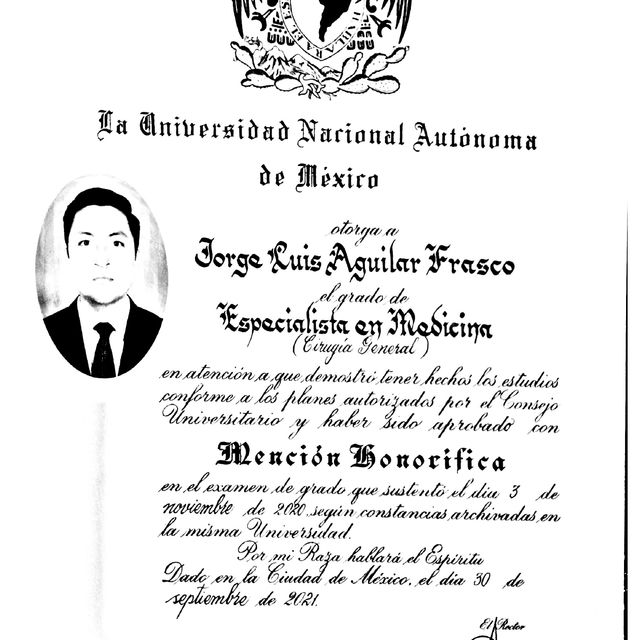 HABLARA EL ES
La Universidad Nacional Autónoma
de México
otorga a
Jorge Luis Aguilar Frasco
el grado de
Especialista en Medicina
(Cirugía General)
en atención a que demostró tener hechos los estudios
conforme a los planes autorizados por el Consejo
Universitario y haber sido aprobado con
Mención Honorífica
en el examen de grado que sustentó el día 3 de
noviembre de 2020, según constancias archivadas en
la misma Universidad.
Por mi Raza hablará el Espíritu
Dado en la Ciudad de México, el día 30 de
septiembre de 2021.
El Rector